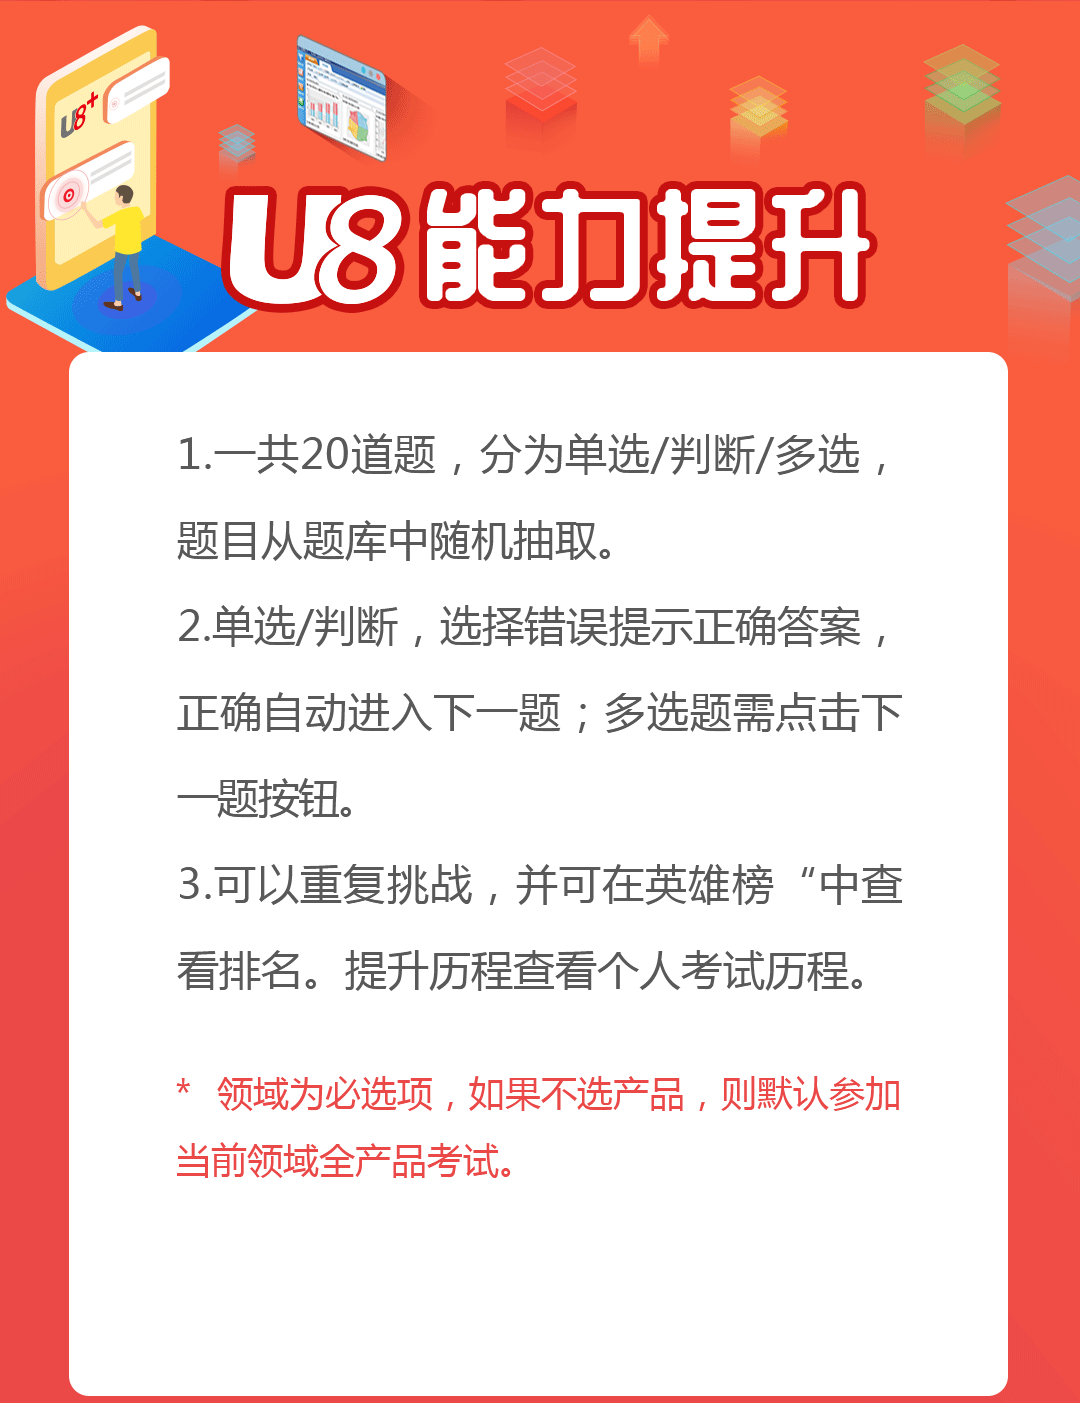 U8+
U8能力提升
1.一共20道题，分为单选/判断/多选，
题目从题库中随机抽取。
2.单选/判断，选择错误提示正确答案，
正确自动进入下一题；多选题需点击下
一题按钮。
3.可以重复挑战，并可在英雄榜“中查
看排名。提升历程查看个人考试历程。
* 领域为必选项，如果不选产品，则默认参加
当前领域全产品考试。